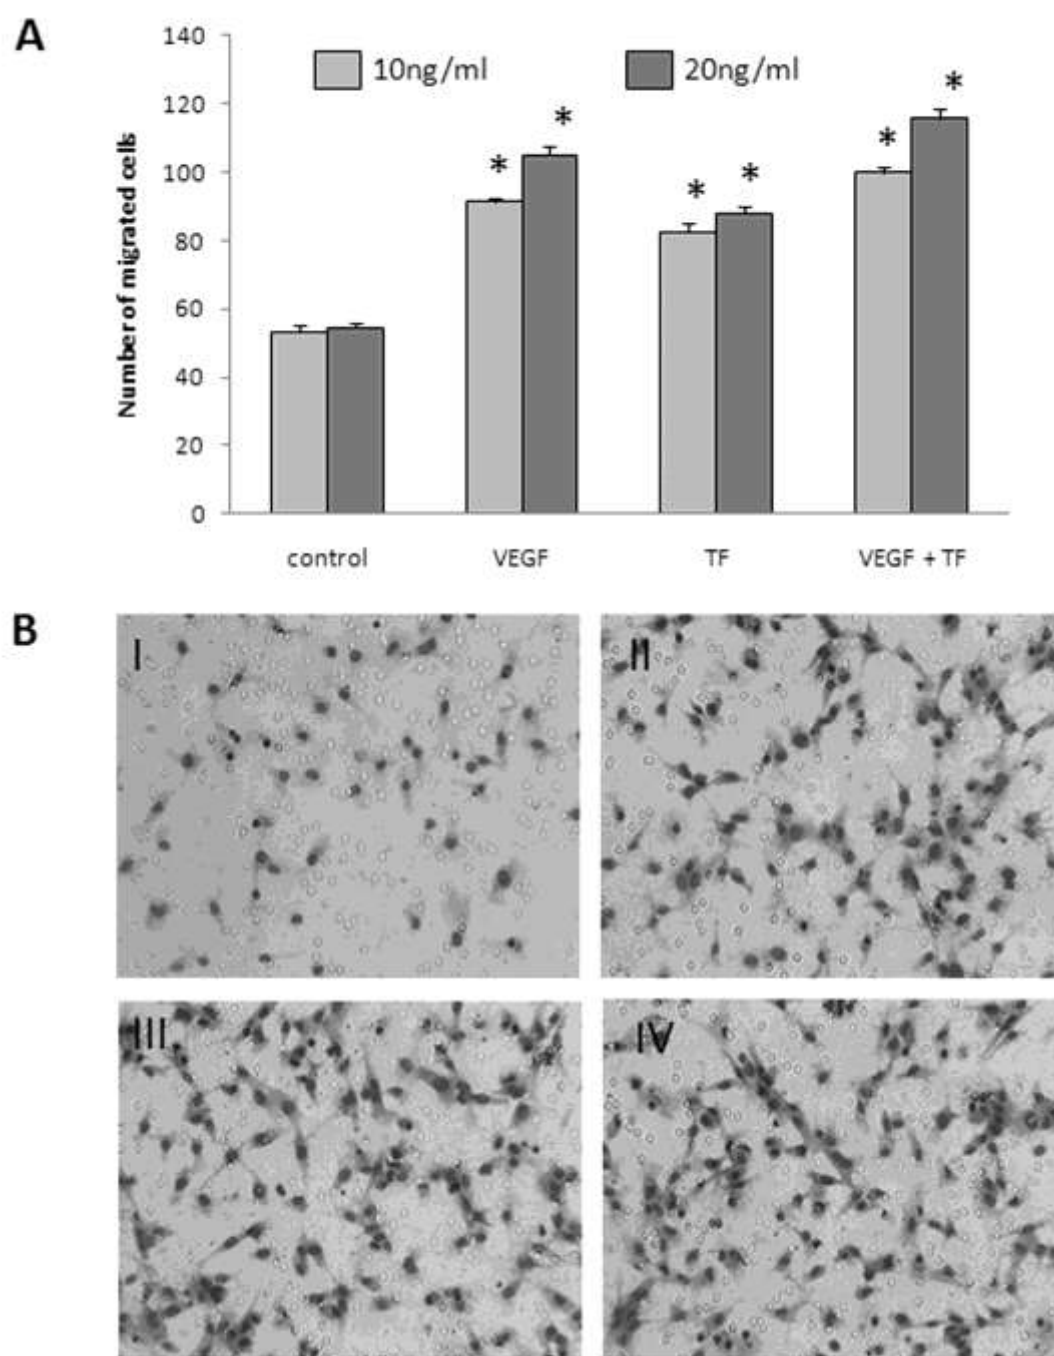 A
140
120
100
80
60
40
20
0
Number of migrated cells
10ng/ml
20ng/ml
*
*
*
*
*
*
control
VEGF
TF
VEGF + TF
B
I
II
III
IV